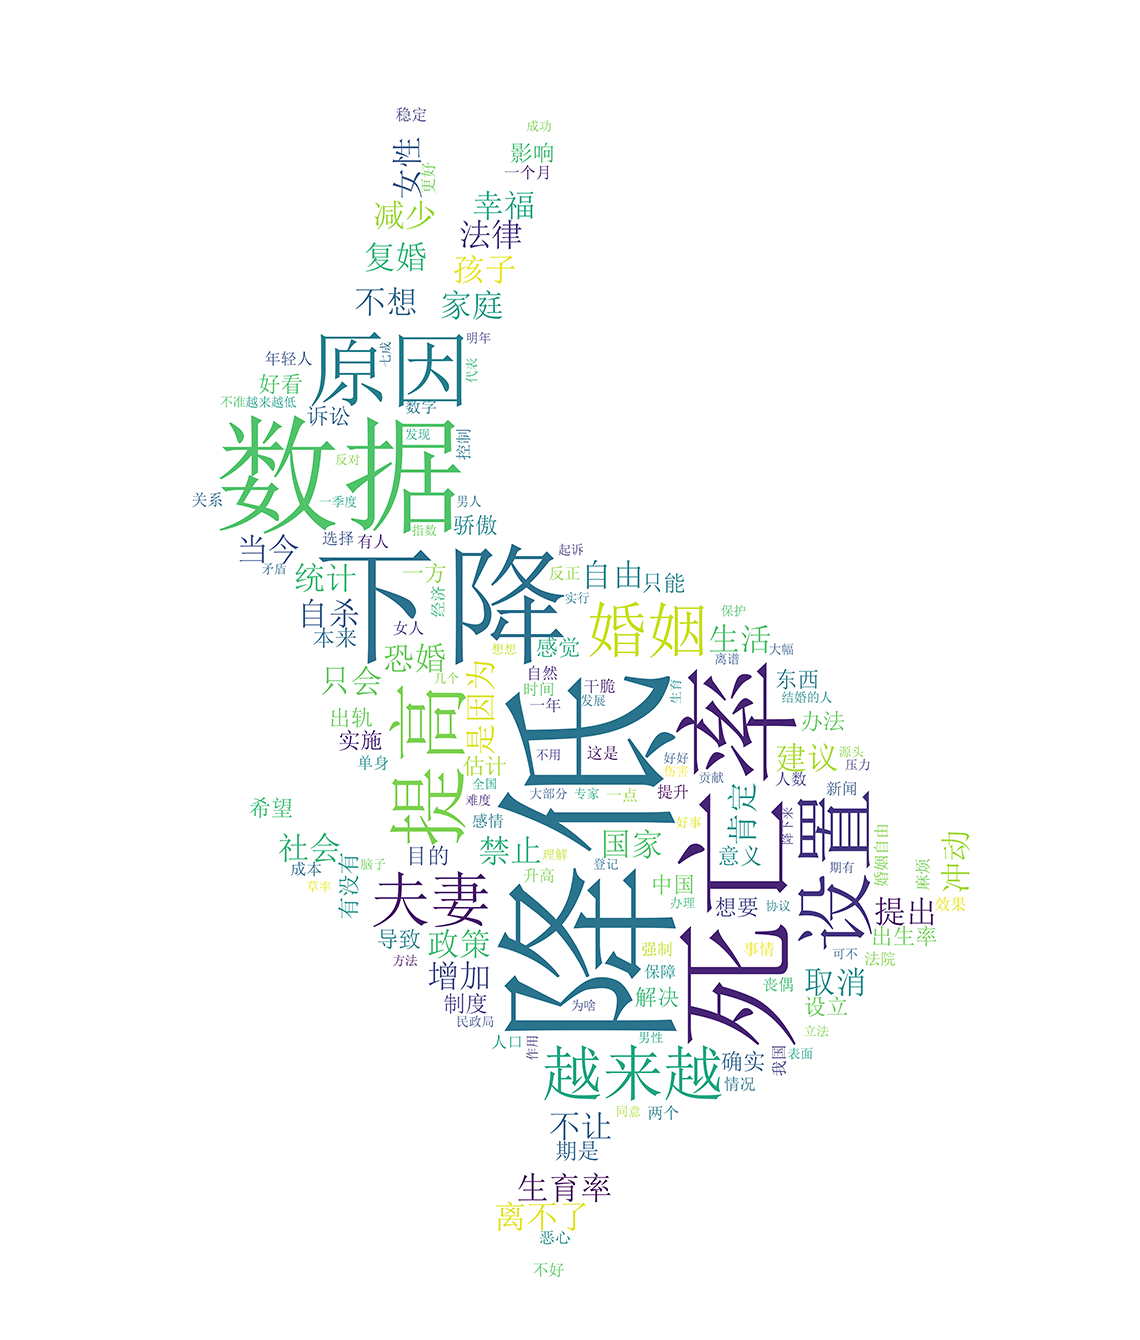 稳定
成功
女性
更好
影响
一个月
减少
幸福
复婚
法律
孩子
不想
家庭
原因
七成
明年
代表
年轻人
好看
不准
越来越低
诉讼
数字
数据
发现
控制
反对
关系
一季度
男人
指数
骄傲
当今
选择
有人
矛盾
下降
起诉
统计
一方
经济
反正
自由
只能
实行
自杀
本来
女人
想想
感觉
婚姻
保护
生活
大幅
离谱
恐婚
几个
只会
提高
是因为
自然
时间
一年
干脆
发展
生育
率
东西
结婚的人
办法
出轨
实施
单身
估计
全国
难度
降低
不用
这是
好好
伤害
贡献
建议
源头
压力
人数
大部分
专家
一点
提升
新闻
希望
感情
好事
死亡
肯定
降下来
设置
社会
成本
脑子
草率
有没有
目的
禁止
理解
国家
登记
意义
期有
婚姻自由
麻烦
冲动
夫妻
升高
中国
办理
想要
协议
提出
效果
导致
方法
政策
强制
事情
可不
出生率
法院
增加
保障
丧偶
取消
制度
民政局
为啥
解决
设立
立法
人口
作用
男性
越来越
确实
我国
表面
情况
同意
两个
不让
期是
生育率
离不了
恶心
不好